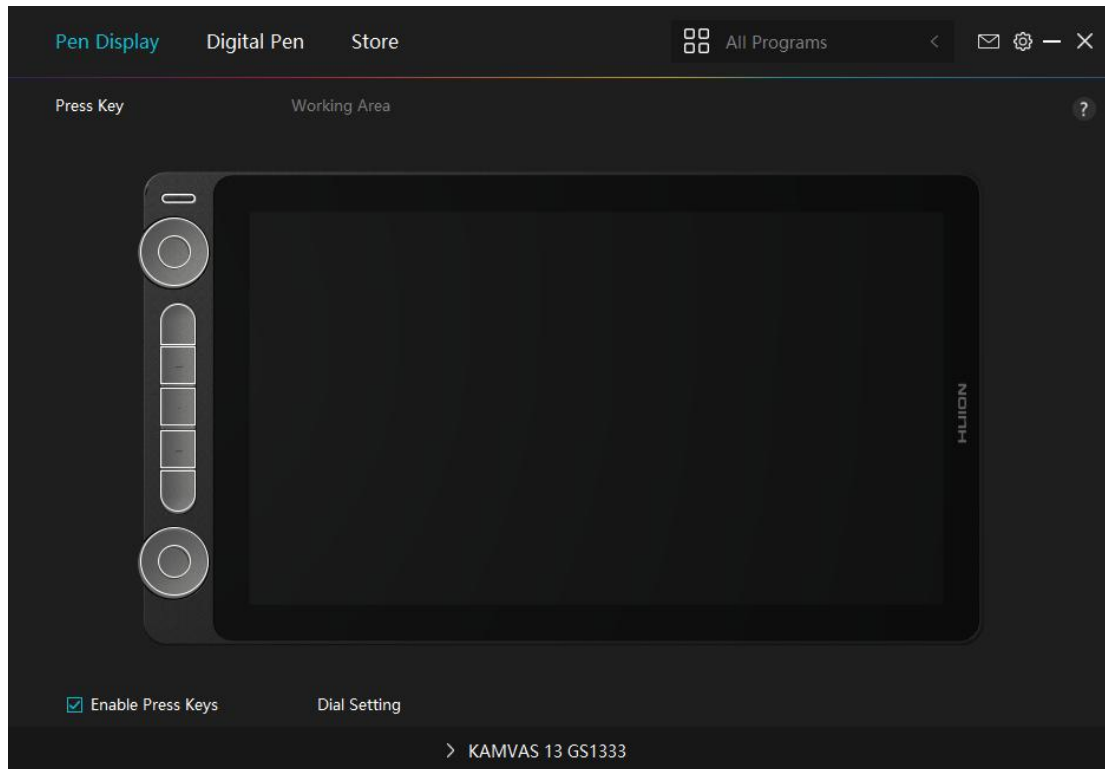 Pen Display Digital Pen Store All Programs
Press Key Working Area ?
HUION
Enable Press Keys Dial Setting
KAMVAS 13 GS1333